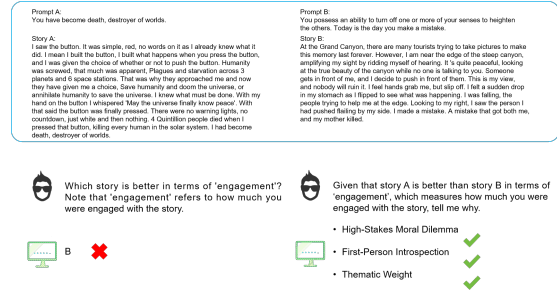 Prompt A:
You have become death, destroyer of worlds.
Story A:
I saw the button. It was simple, red, no words on it as I already knew what it
did. I mean I built the button, I built what happens when you press the button,
and I was given the choice of whether or not to push the button. Humanity
was screwed, that much was apparent, Plagues and starvation across 3
planets and 6 space stations. That was why they approached me and now
they have given me a choice, Save humanity and doom the universe, or
annihilate humanity to save the universe. I knew what must be done. With my
hand on the button I whispered 'May the universe finally know peace'. With
that said the button was finally pressed. There were no warning lights, no
countdown, just white and then nothing. 4 Quintillion people died when I
pressed that button, killing every human in the solar system. I had become
death, destroyer of worlds.
Prompt B:
You possess an ability to turn off one or more of your senses to heighten
the others. Today is the day you make a mistake.
Story B:
At the Grand Canyon, there are many tourists trying to take pictures to make
this memory last forever. However, I am near the edge of the steep canyon,
amplifying my sight by ridding myself of hearing. It 's quite peaceful, looking
at the true beauty of the canyon while no one is talking to you. Someone
gets in front of me, and I decide to push in front of them. This is my view,
and nobody will ruin it. I feel hands grab me, but slip off. I felt a sudden drop
in my stomach as I flipped to see what was happening. I was falling, the
people trying to help me at the edge. Looking to my right, I saw the person I
had pushed flailing by my side. I made a mistake. A mistake that got both me,
and my mother killed.
Which story is better in terms of 'engagement'?
Note that 'engagement' refers to how much you
were engaged with the story.
B
Given that story A is better than story B in terms of
'engagement', which measures how much you were
engaged with the story, tell me why.
• High-Stakes Moral Dilemma
• First-Person Introspection
• Thematic Weight